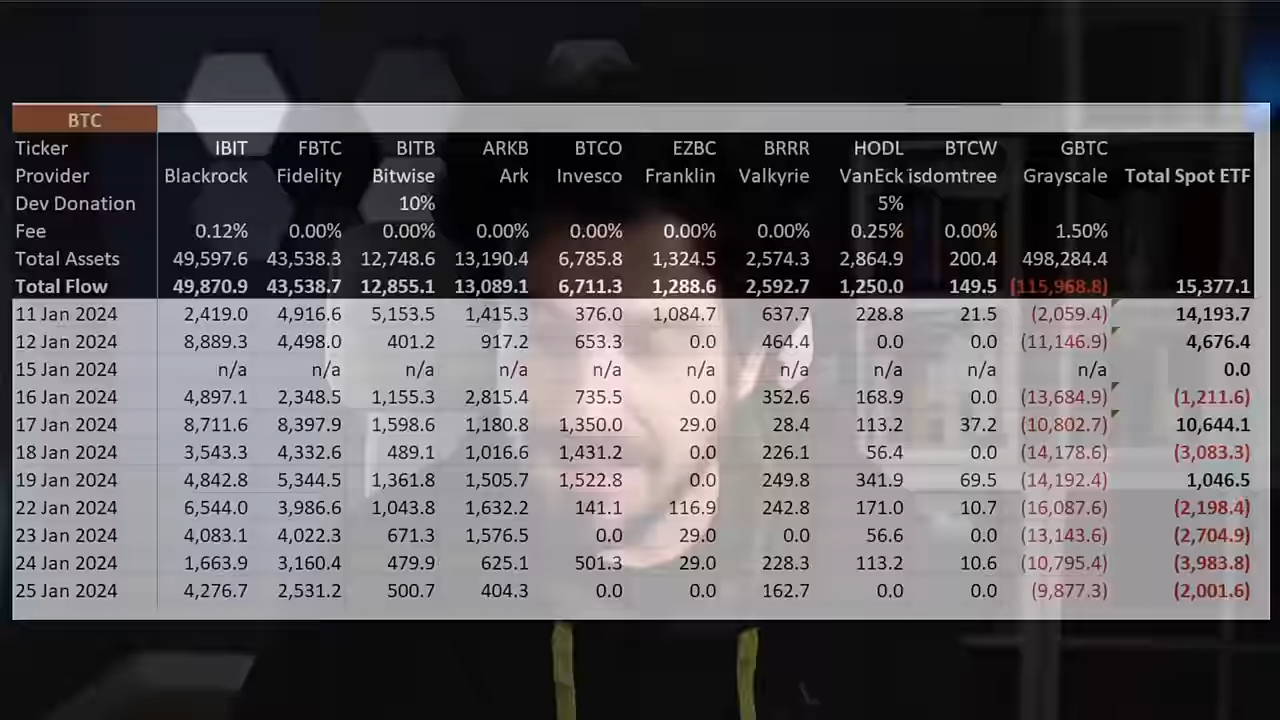 BTC
Ticker IBIT FBTC BITB ARKB BTCO EZBC BRRR HODL BTCW GBTC
Provider Blackrock Fidelity Bitwise Ark Invesco Franklin Valkyrie VanEck isdomtree Grayscale Total Spot ETF
Dev Donation 10% 5%
Fee 0.12% 0.00% 0.00% 0.00% 0.00% 0.00% 0.00% 0.25% 0.00% 1.50%
Total Assets 49,597.6 43,538.3 12,748.6 13,190.4 6,785.8 1,324.5 2,574.3 2,864.9 200.4 498,284.4
Total Flow 49,870.9 43,538.7 12,855.1 13,089.1 6,711.3 1,288.6 2,592.7 1,250.0 149.5 (115,968.8) 15,377.1
11 Jan 2024 2,419.0 4,916.6 5,153.5 1,415.3 376.0 1,084.7 637.7 228.8 21.5 (2,059.4) 14,193.7
12 Jan 2024 8,889.3 4,498.0 401.2 917.2 653.3 0.0 464.4 0.0 0.0 (11,146.9) 4,676.4
15 Jan 2024 n/a n/a n/a n/a n/a n/a n/a n/a n/a n/a 0.0
16 Jan 2024 4,897.1 2,348.5 1,155.3 2,815.4 735.5 0.0 352.6 168.9 0.0 (13,684.9) (1,211.6)
17 Jan 2024 8,711.6 8,397.9 1,598.6 1,180.8 1,350.0 29.0 28.4 113.2 37.2 (10,802.7) 10,644.1
18 Jan 2024 3,543.3 4,332.6 489.1 1,016.6 1,431.2 0.0 226.1 56.4 0.0 (14,178.6) (3,083.3)
19 Jan 2024 4,842.8 5,344.5 1,361.8 1,505.7 1,522.8 0.0 249.8 341.9 69.5 (14,192.4) 1,046.5
22 Jan 2024 6,544.0 3,986.6 1,043.8 1,632.2 141.1 116.9 242.8 171.0 10.7 (16,087.6) (2,198.4)
23 Jan 2024 4,083.1 4,022.3 671.3 1,576.5 0.0 29.0 0.0 56.6 0.0 (13,143.6) (2,704.9)
24 Jan 2024 1,663.9 3,160.4 479.9 625.1 501.3 29.0 228.3 113.2 10.6 (10,795.4) (3,983.8)
25 Jan 2024 4,276.7 2,531.2 500.7 404.3 0.0 0.0 162.7 0.0 0.0 (9,877.3) (2,001.6)